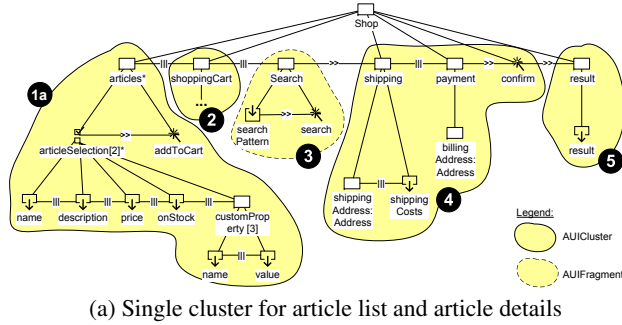 Shop
articles*
|||
shoppingCart
|||
Search
>>
shipping
|||
payment
>>
confirm
>>
result
1a
...
2
>>
search
Pattern
search
3
>>
articleSelection[2]*
addToCart
billing
Address:
Address
result
5
name
|||
description
|||
price
|||
onStock
|||
customProp
erty [3]
shipping
Address:
Address
|||
shipping
Costs
4
name
|||
value
Legend:
AUICluster
AUIFragment
(a) Single cluster for article list and article details